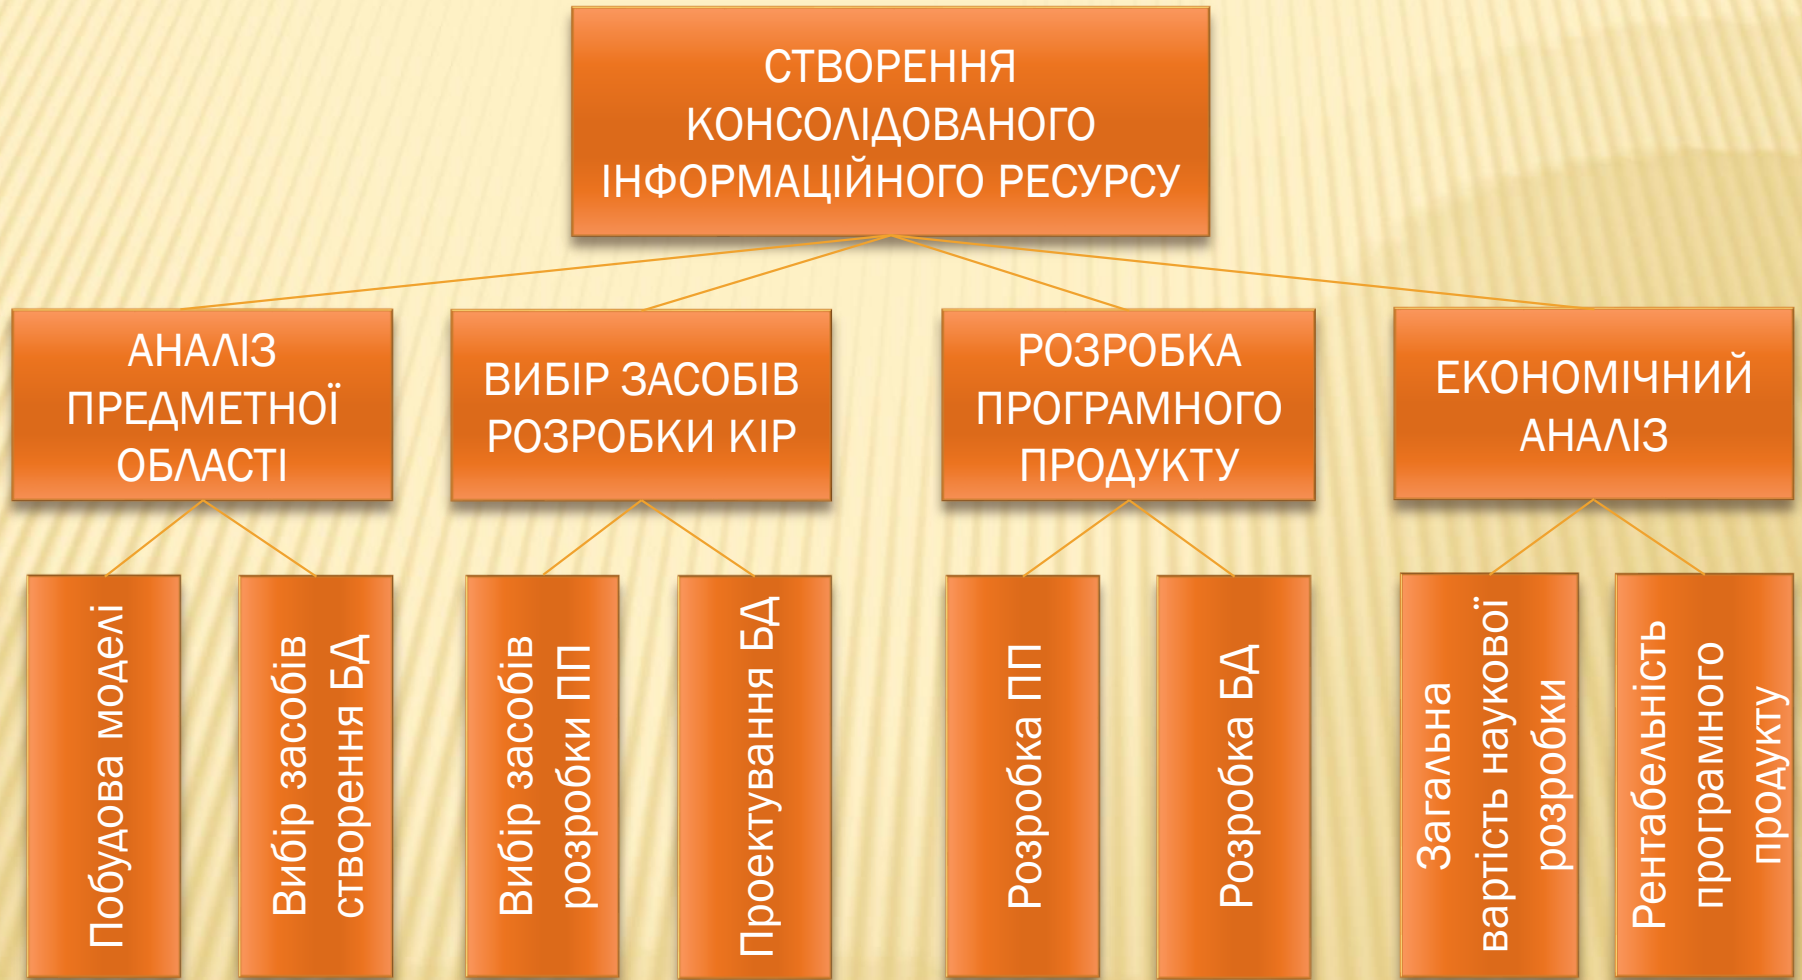 СТВОРЕННЯ
КОНСОЛІДОВАНОГО
ІНФОРМАЦІЙНОГО РЕСУРСУ
АНАЛІЗ
ПРЕДМЕТНОЇ
ОБЛАСТІ
ВИБІР ЗАСОБІВ
РОЗРОБКИ КІР
РОЗРОБКА
ПРОГРАМНОГО
ПРОДУКТУ
ЕКОНОМІЧНИЙ
АНАЛІЗ
Побудова моделі
Вибір засобів
створення БД
Вибір засобів
розробки ПП
Проектування БД
Розробка ПП
Розробка БД
Загальна
вартість наукової
розробки
Рентабельність
програмного
продукту